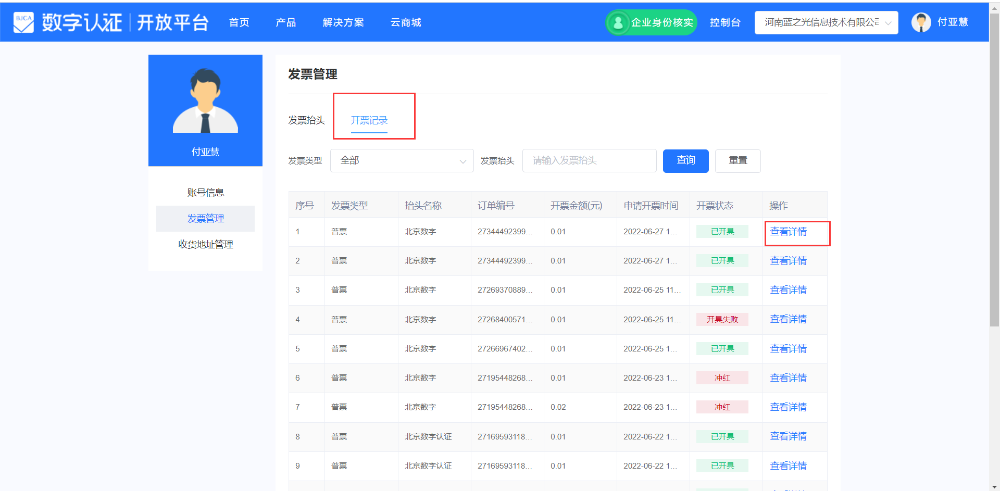 BJCA 数字认证 | 开放平台 首页 产品 解决方案 云商城 企业身份核实 控制台 河南蓝之光信息技术有限公司 付亚慧
付亚慧
账号信息
发票管理
收货地址管理
发票管理
发票抬头 开票记录
发票类型 全部 发票抬头 请输入发票抬头 查询 重置
序号 发票类型 抬头名称 订单编号 开票金额(元) 申请开票时间 开票状态 操作
1 普票 北京数字 27344492399... 0.01 2022-06-27 1... 已开具 查看详情
2 普票 北京数字 27344492399... 0.01 2022-06-27 1... 已开具 查看详情
3 普票 北京数字 27269370889... 0.01 2022-06-25 11... 已开具 查看详情
4 普票 北京数字 27268400571... 0.01 2022-06-25 11... 开具失败 查看详情
5 普票 北京数字 27266967402... 0.01 2022-06-25 1... 已开具 查看详情
6 普票 北京数字 27195448268... 0.01 2022-06-23 1... 冲红 查看详情
7 普票 北京数字 27195448268... 0.02 2022-06-23 1... 冲红 查看详情
8 普票 北京数字认证 27169593118... 0.01 2022-06-22 1... 已开具 查看详情
9 普票 北京数字认证 27169593118... 0.01 2022-06-22 1... 已开具 查看详情